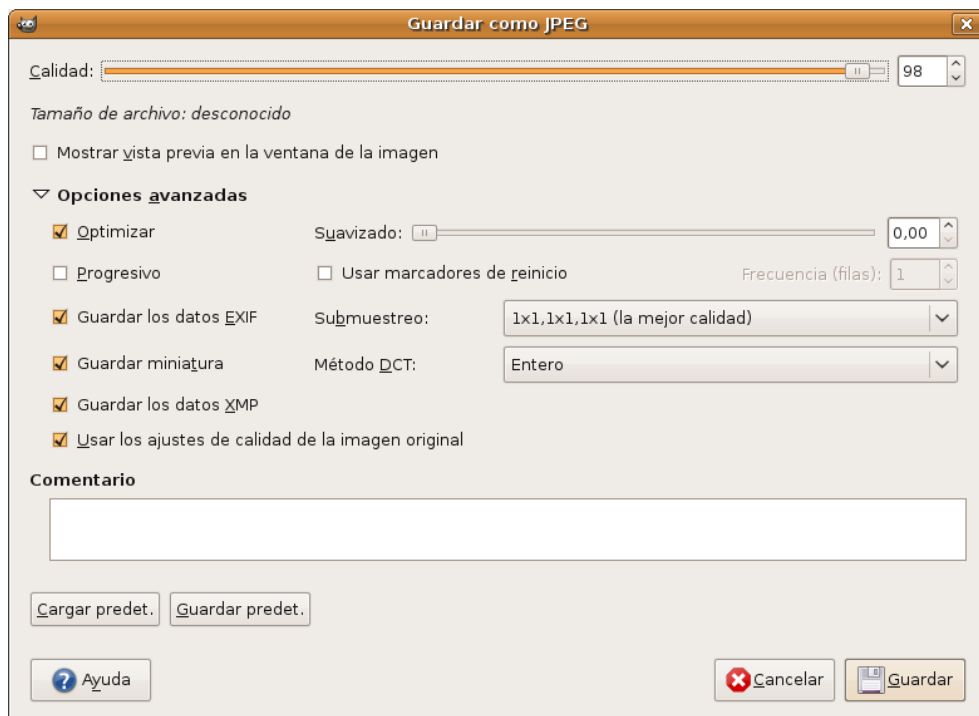 Guardar como JPEG
Calidad: 98
Tamaño de archivo: desconocido
Mostrar vista previa en la ventana de la imagen
Opciones avanzadas
Optimizar Suavizado: 0,00
Progresivo Usar marcadores de reinicio Frecuencia (filas): 1
Guardar los datos EXIF Submuestreo: 1x1,1x1,1x1 (la mejor calidad)
Guardar miniatura Método DCT: Entero
Guardar los datos XMP
Usar los ajustes de calidad de la imagen original
Comentario
Cargar predet. Guardar predet.
Ayuda Cancelar Guardar